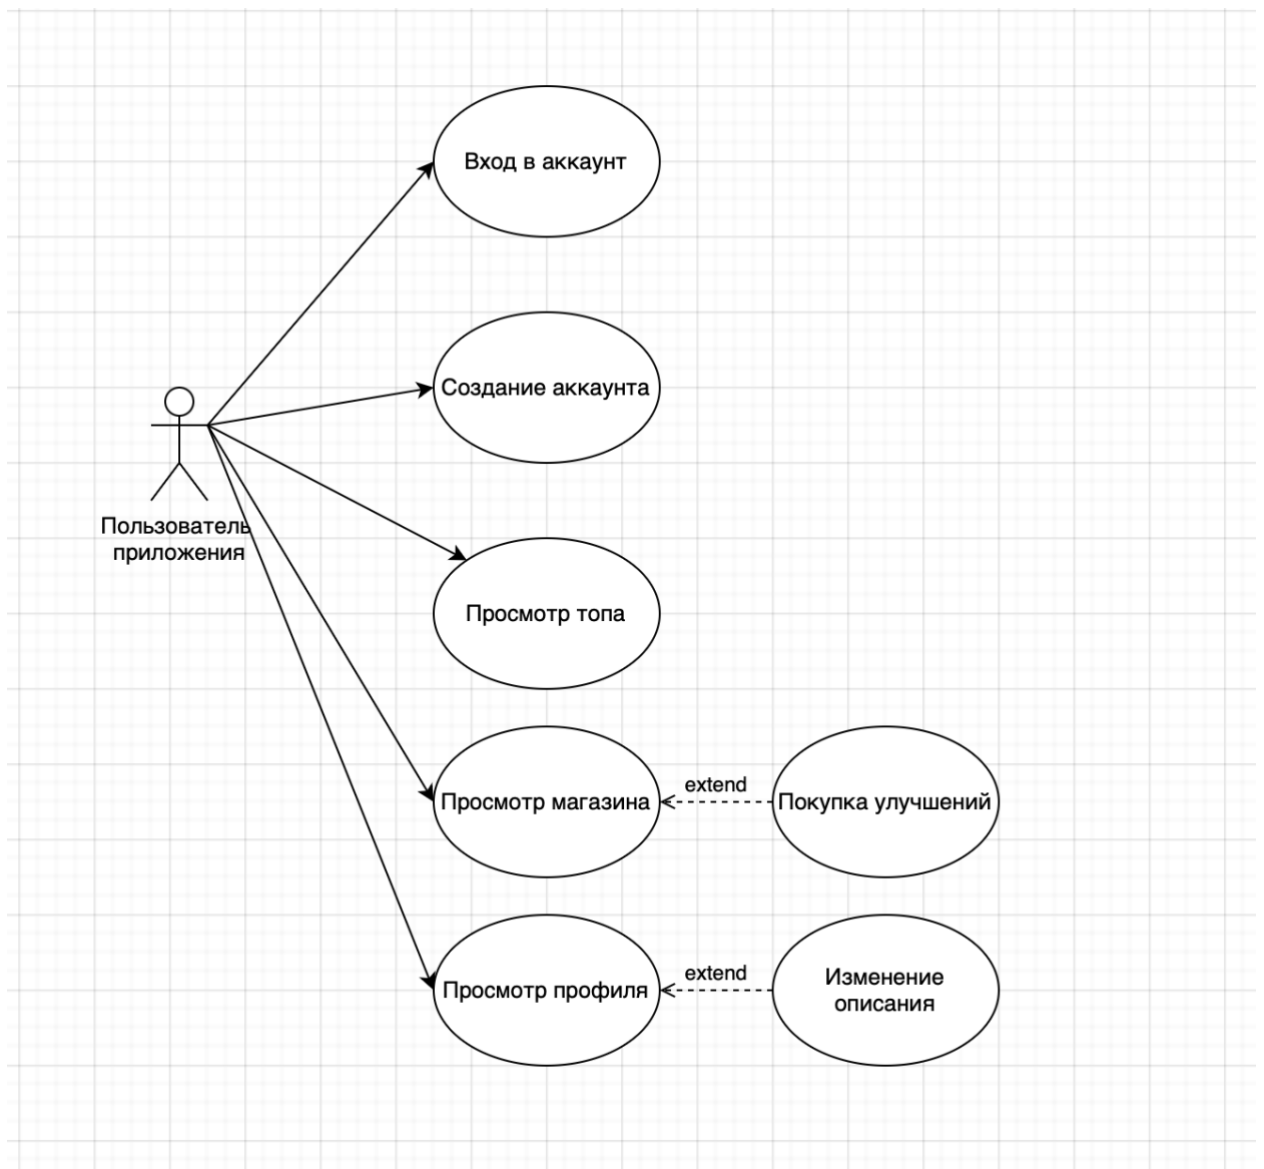 Вход в аккаунт
Создание аккаунта
Пользователь
приложения
Просмотр топа
Просмотр магазина
extend
Покупка улучшений
Просмотр профиля
extend
Изменение
описания